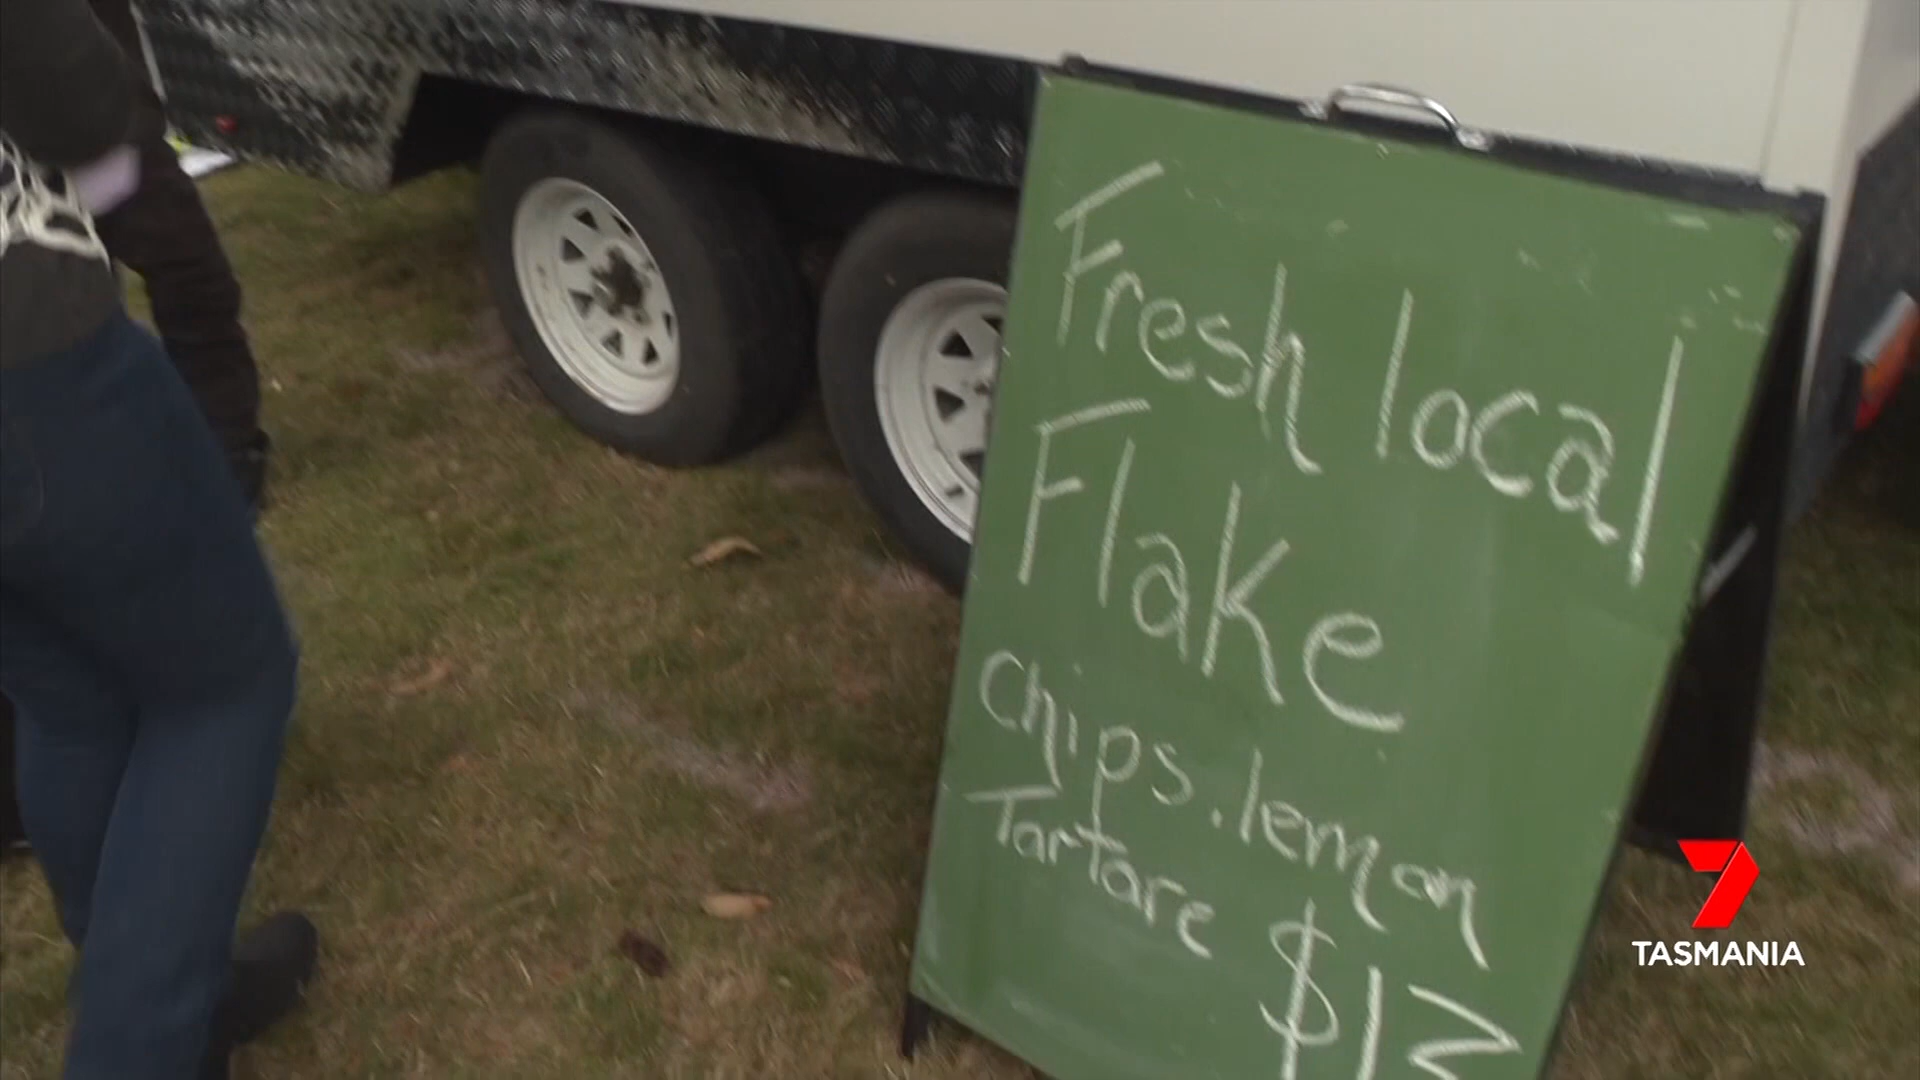 Fresh local
Flake
Chips. lemon
Tartare $12
7
TASMANIA